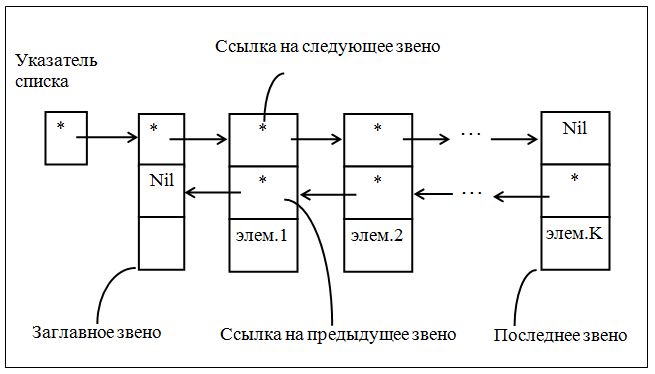 Ссылка на следующее звено
Указатель
списка
* * * * ... Nil
Nil * * ... *
элем.1 элем.2 элем.K
Заглавное звено Ссылка на предыдущее звено Последнее звено